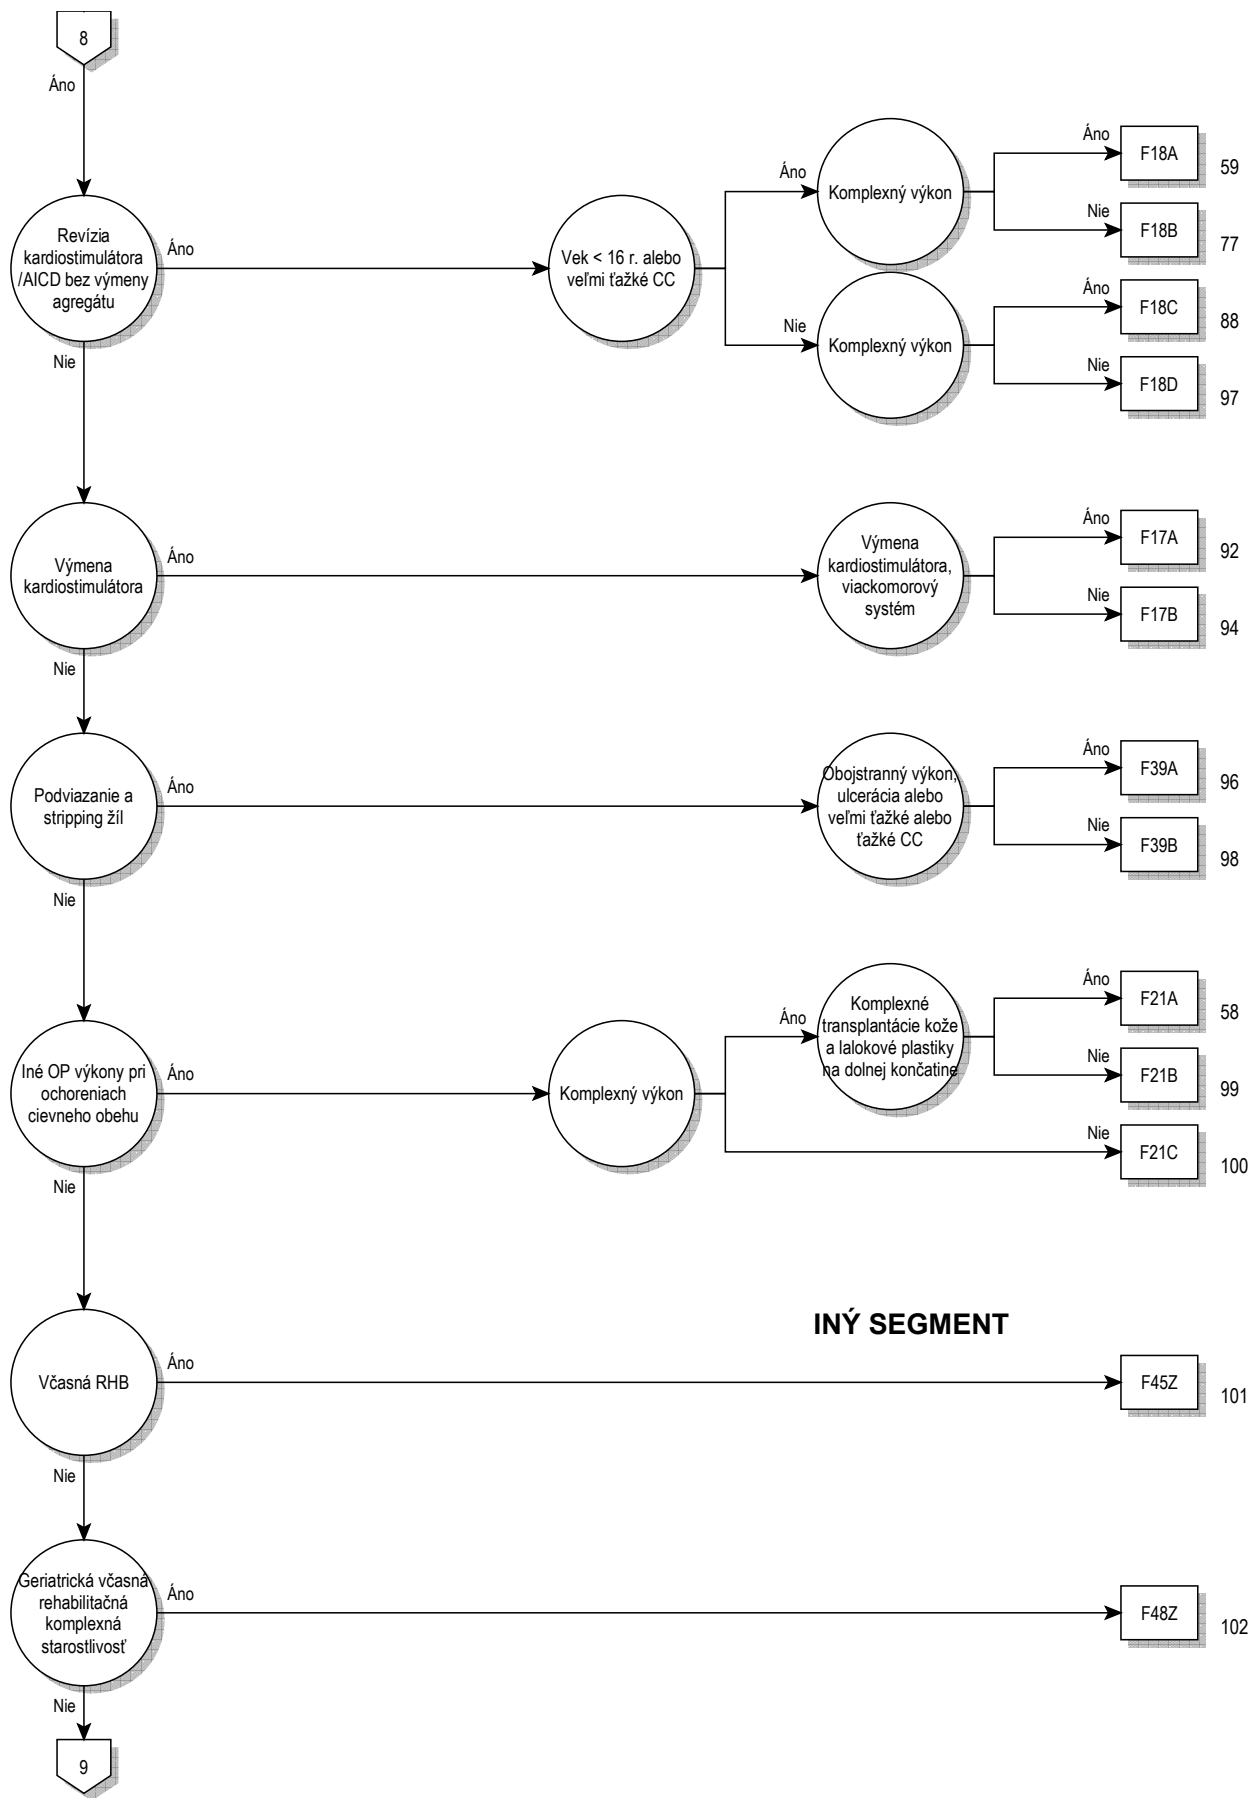 8
Áno
Revízia
kardiostimulátora
/AICD bez výmeny
agregátu
Áno
Vek < 16 r. alebo
veľmi ťažké CC
Áno
Komplexný výkon
Áno
F18A
59
Nie
F18B
77
Nie
Komplexný výkon
Áno
F18C
88
Nie
F18D
97
Nie
Výmena
kardiostimulátora
Áno
Výmena
kardiostimulátora,
viackomorový
systém
Áno
F17A
92
Nie
F17B
94
Nie
Podviazanie a
stripping žíl
Áno
Obojstranný výkon,
ulcerácia alebo
veľmi ťažké alebo
ťažké CC
Áno
F39A
96
Nie
F39B
98
Nie
Iné OP výkony pri
ochoreniach
cievneho obehu
Áno
Komplexný výkon
Áno
Komplexné
transplantácie kože
a lalokové plastiky
na dolnej končatine
Áno
F21A
58
Nie
F21B
99
Nie
F21C
100
Nie
INÝ SEGMENT
Včasná RHB
Áno
F45Z
101
Nie
Geriatrická včasná
rehabilitačná
komplexná
starostlivosť
Áno
F48Z
102
Nie
9